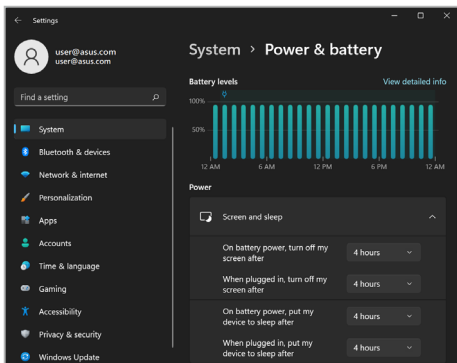 Settings
user@asus.com
user@asus.com
Find a setting
System
Bluetooth & devices
Network & internet
Personalization
Apps
Accounts
Time & language
Gaming
Accessibility
Privacy & security
Windows Update
System > Power & battery
Battery levels
View detailed info
100%
50%
12 AM 6 AM 12 PM 6 PM 12 AM
Power
Screen and sleep
On battery power, turn off my
screen after
4 hours
When plugged in, turn off my
screen after
4 hours
On battery power, put my
device to sleep after
4 hours
When plugged in, put my
device to sleep after
4 hours